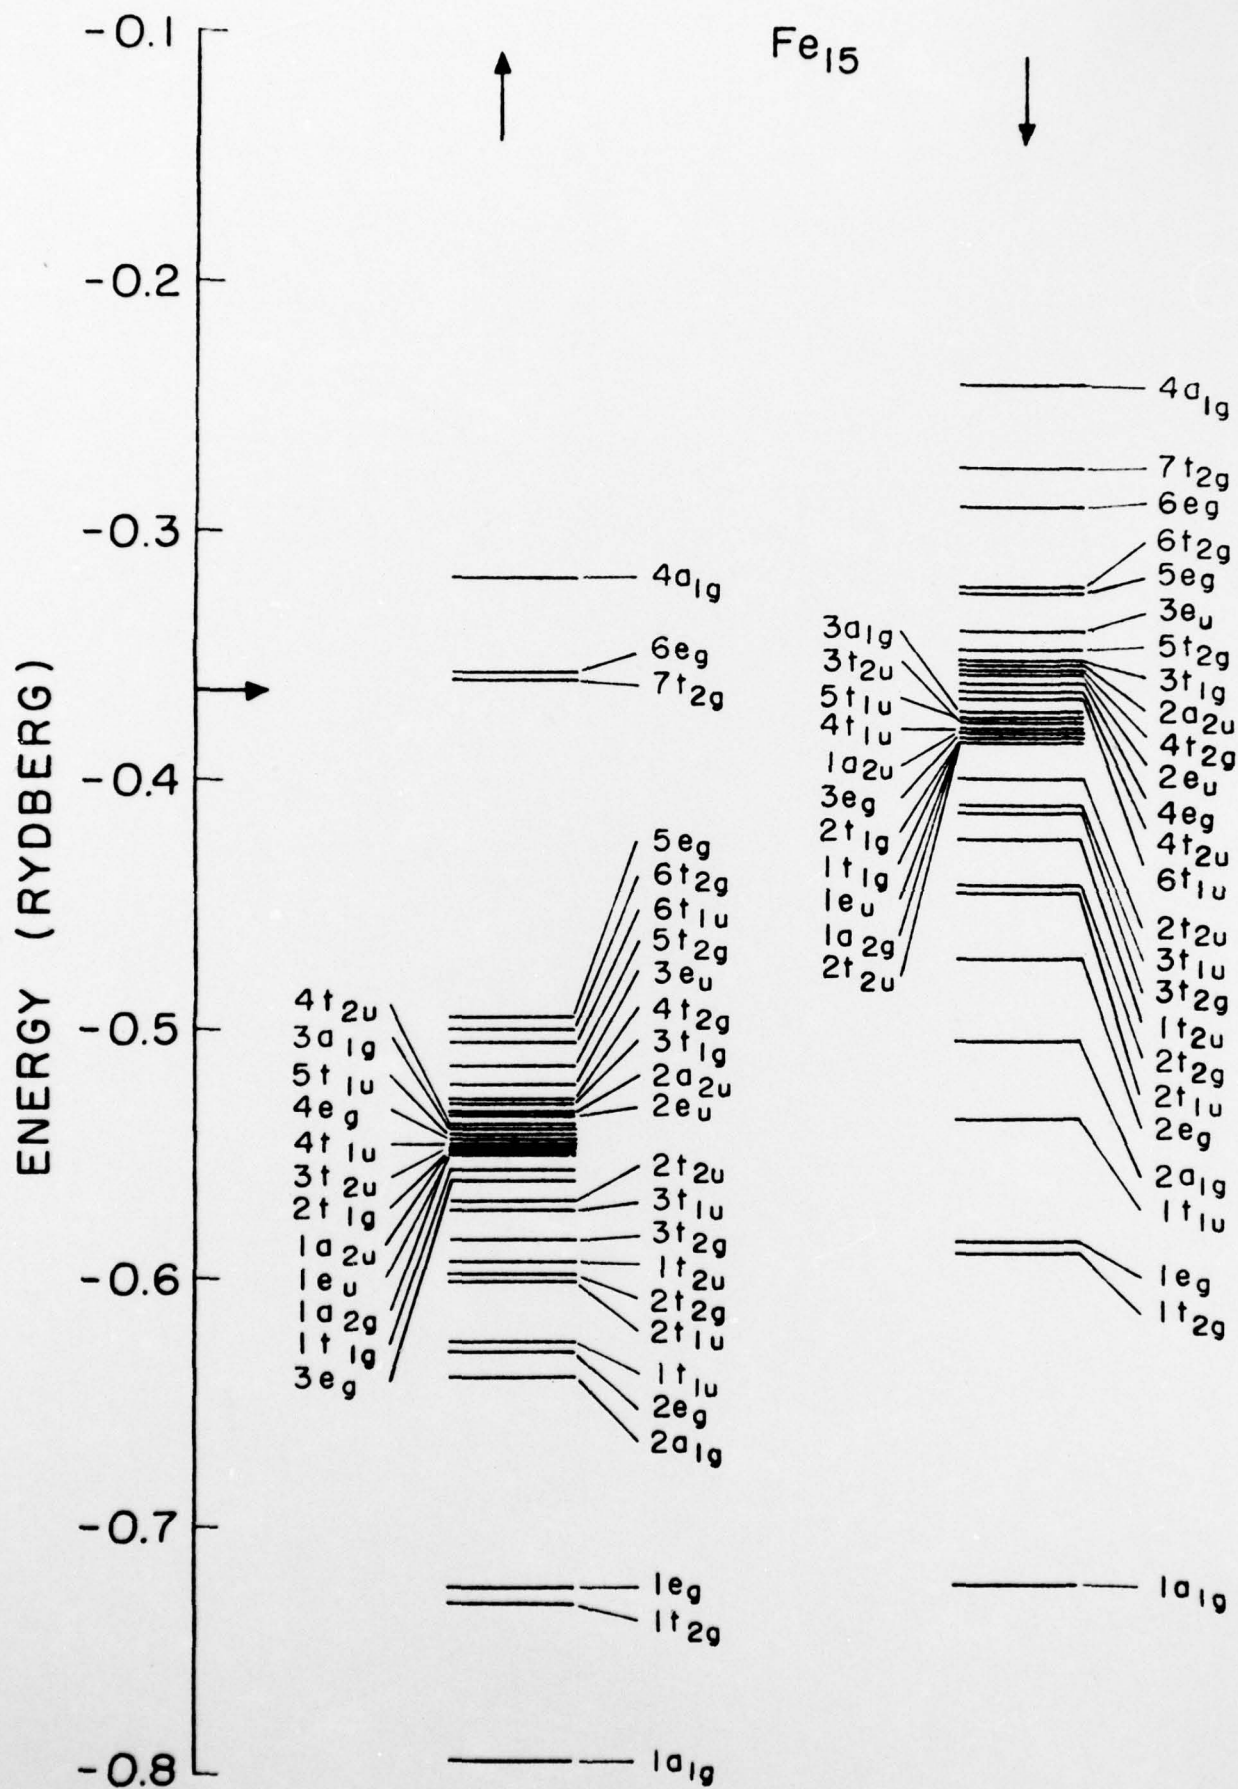 Fe15
ENERGY (RYDBERG)
-0.1
-0.2
-0.3
-0.4
-0.5
-0.6
-0.7
-0.8
4a1g
6eg
7t2g
5eg
6t2g
6t1u
5t2g
3eu
4t2g
3t1g
2a2u
2eu
4t2u
3a1g
5t1u
4eg
4t1u
3t2u
2t1g
1a2u
1eu
1a2g
1t1g
3eg
2t2u
3t1u
3t2g
1t2u
2t2g
2t1u
1t1u
2eg
2a1g
1eg
1t2g
1a1g
4a1g
7t2g
6eg
6t2g
5eg
3eu
5t2g
3t1g
2a2u
4t2g
2eu
4eg
4t2u
6t1u
3a1g
3t2u
5t1u
4t1u
1a2u
3eg
2t1g
1t1g
1eu
1a2g
2t2u
2t2u
3t1u
3t2g
1t2u
2t2g
2t1u
2eg
2a1g
1t1u
1eg
1t2g
1a1g